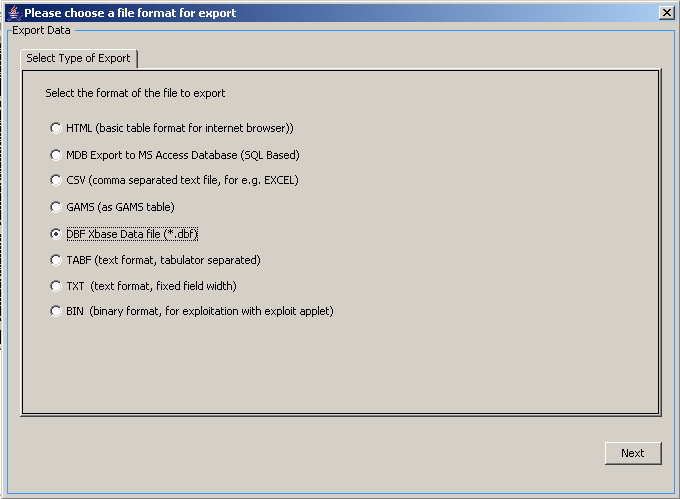 Please choose a file format for export
Export Data
Select Type of Export
Select the format of the file to export
HTML (basic table format for internet browser))
MDB Export to MS Access Database (SQL Based)
CSV (comma separated text file, for e.g. EXCEL)
GAMS (as GAMS table)
DBF Xbase Data file (*.dbf)
TABF (text format, tabulator separated)
TXT (text format, fixed field width)
BIN (binary format, for exploitation with exploit applet)
Next